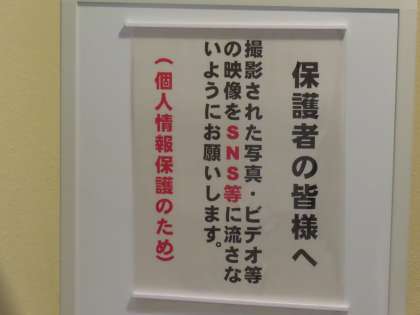 保護者の皆様へ
撮影された写真・ビデオ等
の映像をSNS等に流さな
いようにお願いします。
(個人情報保護のため)